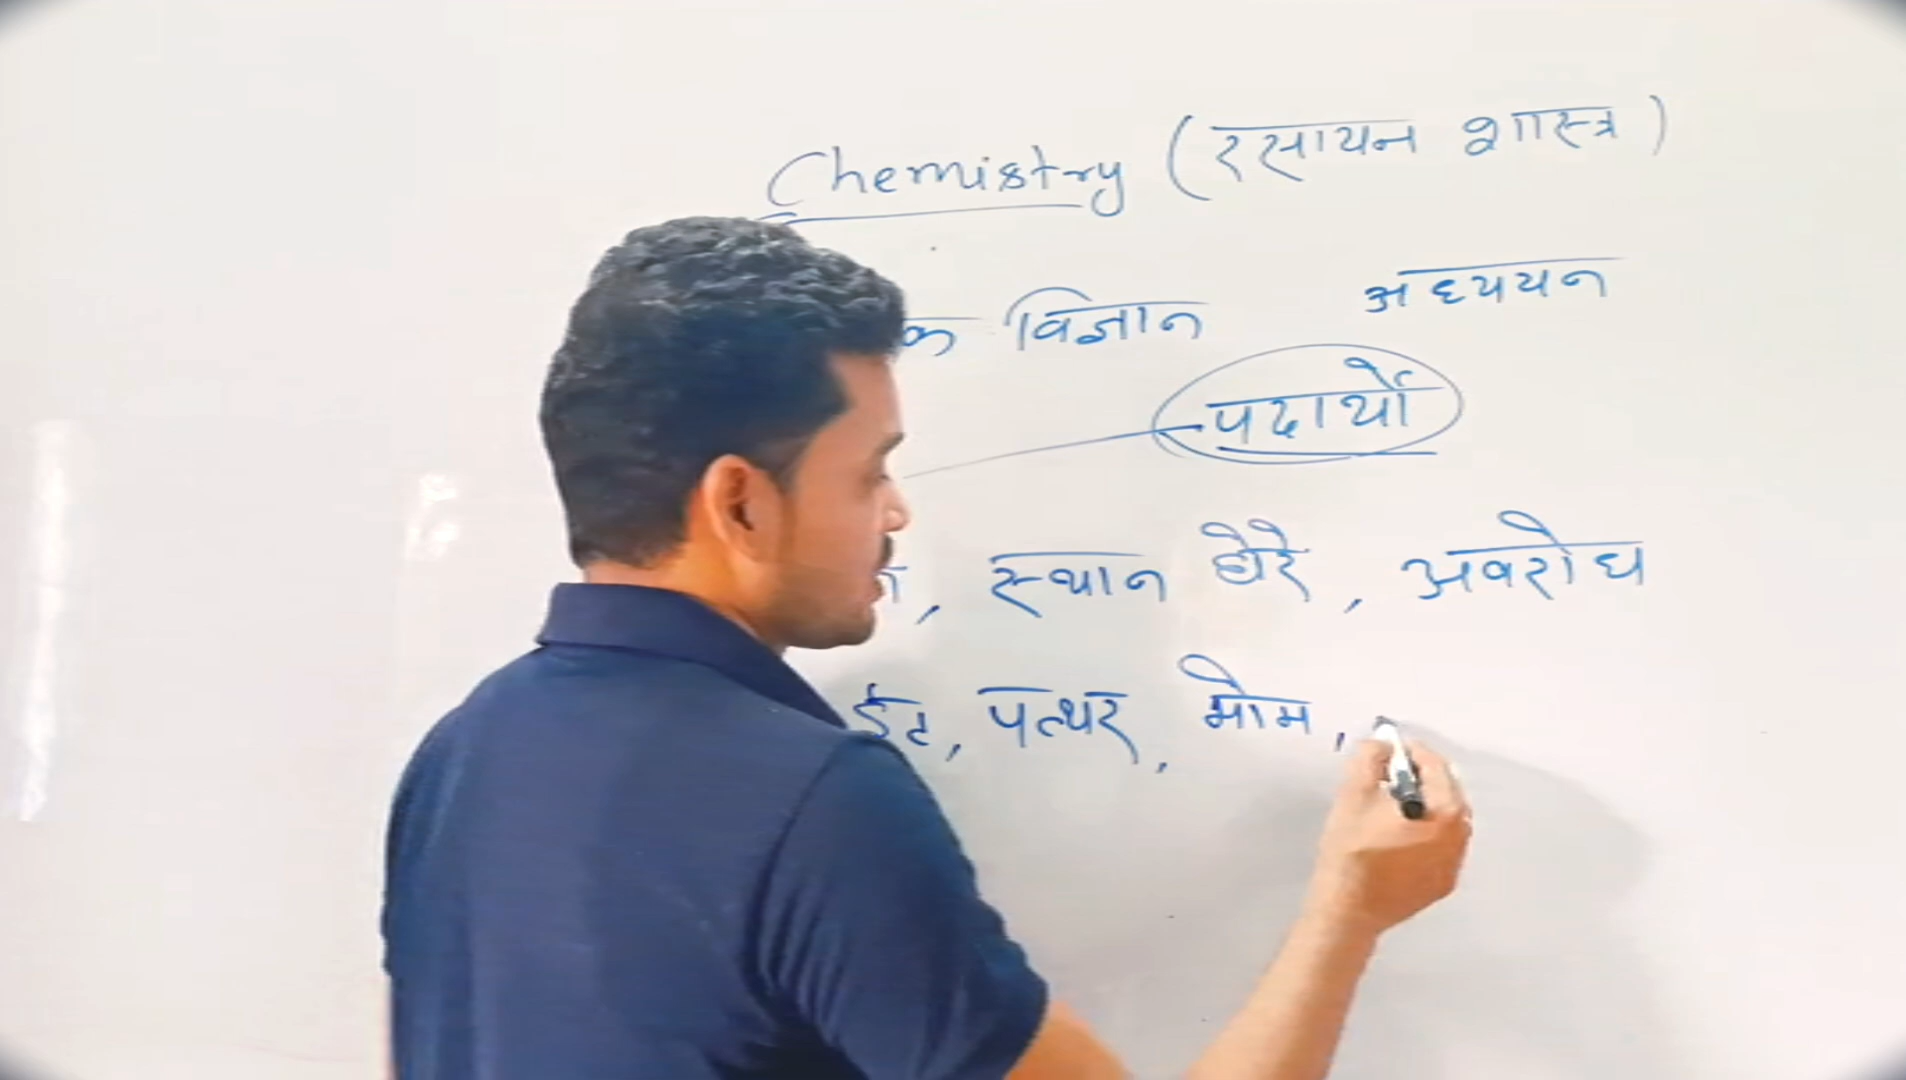 Chemistry (रसायन शास्त्र)
विज्ञान अध्ययन
पदार्थो
, स्थान घेरे, अवरोध
ईट, पत्थर, मोम,